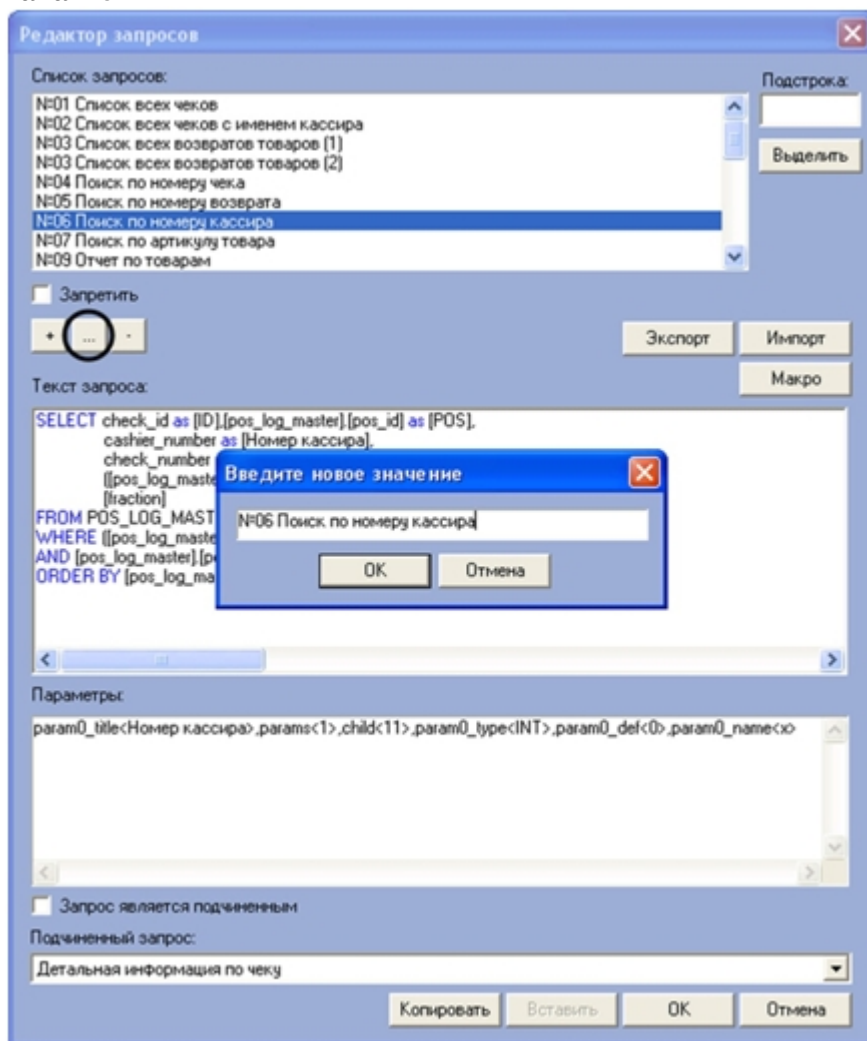 Редактор запросов
Список запросов:
Подстрока:
№01 Список всех чеков
№02 Список всех чеков с именем кассира
№03 Список всех возвратов товаров (1)
№03 Список всех возвратов товаров (2)
№04 Поиск по номеру чека
№05 Поиск по номеру возврата
№06 Поиск по номеру кассира
№07 Поиск по артикулу товара
№09 Отчет по товарам
Выделить
Запретить
+ ... -
Экспорт Импорт
Макро
Текст запроса:
SELECT check_id as [ID],[pos_log_master].[pos_id] as [POS],
cashier_number as [Номер кассира],
check_number
([pos_log_maste
[fraction]
FROM POS_LOG_MAST
WHERE ([pos_log_maste
AND [pos_log_master].[p
ORDER BY [pos_log_ma
Введите новое значение
№06 Поиск по номеру кассира
OK Отмена
Параметры:
param0_title<Номер кассира>,params<1>,child<11>,param0_type<INT>,param0_def<0>,param0_name<x>
Запрос является подчиненным
Подчиненный запрос:
Детальная информация по чеку
Копировать Вставить OK Отмена